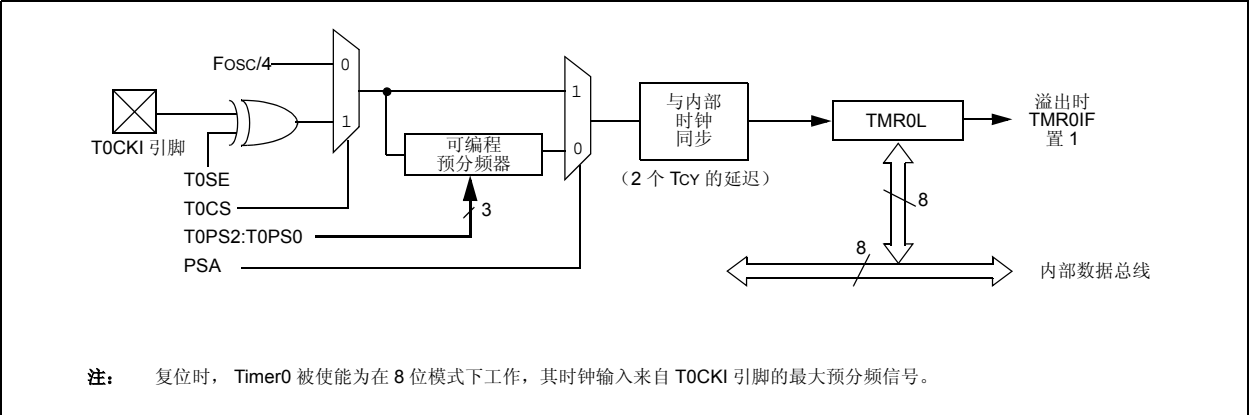 FOSC/4
0
1
T0CKI 引脚
T0SE
T0CS
T0PS2:T0PS0
PSA
可编程
预分频器
3
1
0
与内部
时钟
同步
（2 个 TCY 的延迟）
TMR0L
溢出时
TMR0IF
置 1
8
8
内部数据总线
注： 复位时， Timer0 被使能为在 8 位模式下工作，其时钟输入来自 T0CKI 引脚的最大预分频信号。